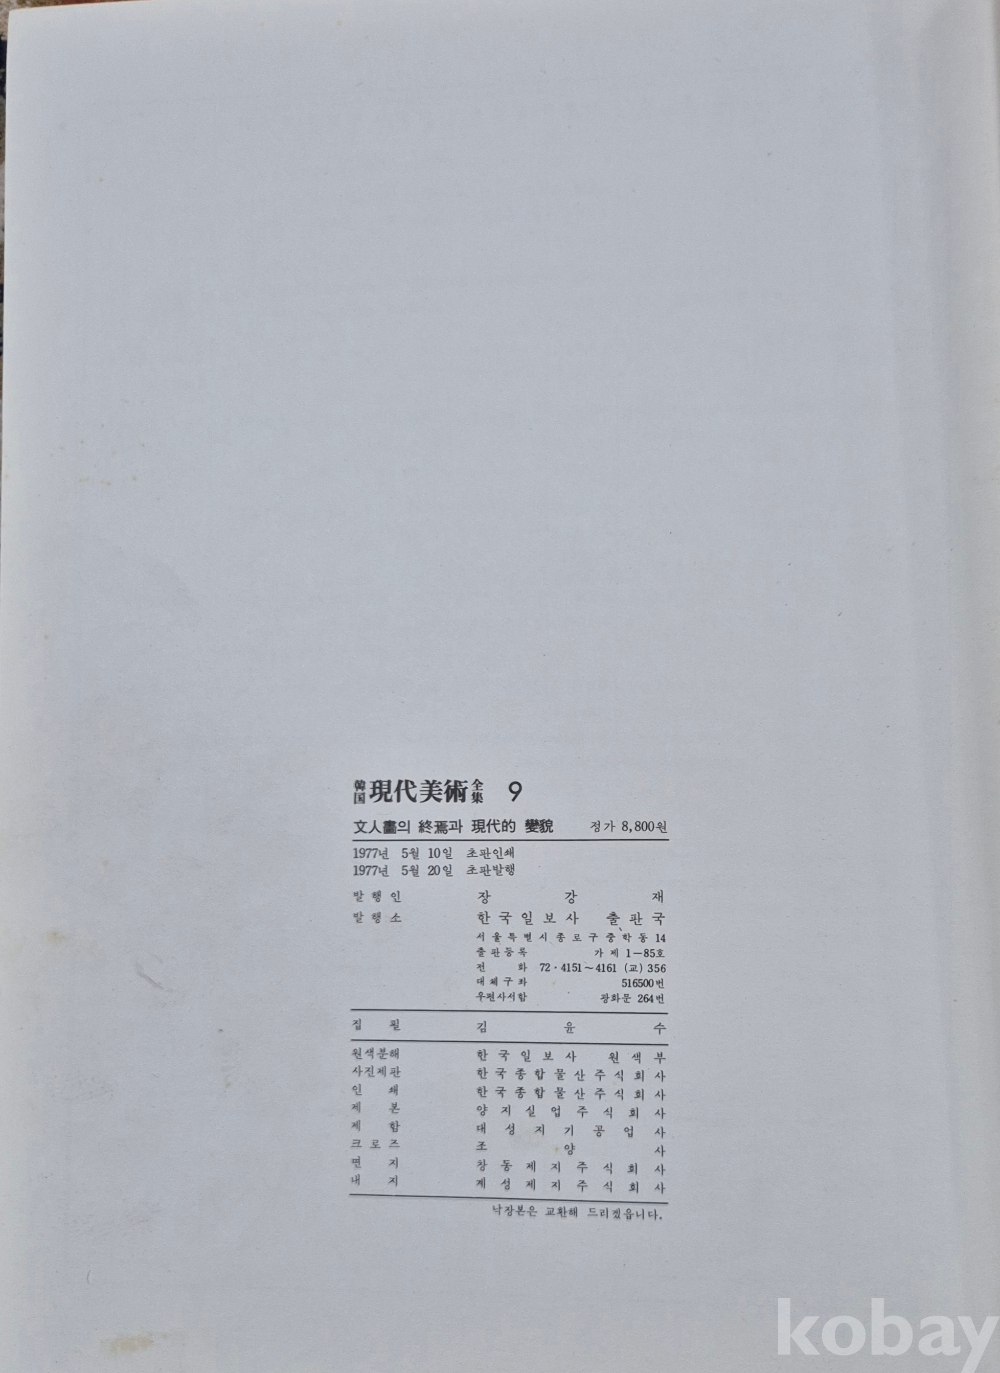 韓国 現代美術 全集 9
文人畵의 終焉과 現代的 變貌 정가 8,800원
1977년 5월 10일 초판인쇄
1977년 5월 20일 초판발행
발행인 장강재
발행소 한국일보사 출판국
서울특별시종로구중학동 14
출판등록 가제1-85호
전화 72·4151~4161 (교) 356
대체구좌 516500번
우편사서함 광화문 264번
집필 김윤수
원색분해 한국일보사 원색부
사진제판 한국종합물산주식회사
인쇄 한국종합물산주식회사
제본 양지실업주식회사
제함 대성지기공업사
크로즈 조양사
면지 창동제지주식회사
내지 계성제지주식회사
낙장본은 교환해 드리겠읍니다.
kobay